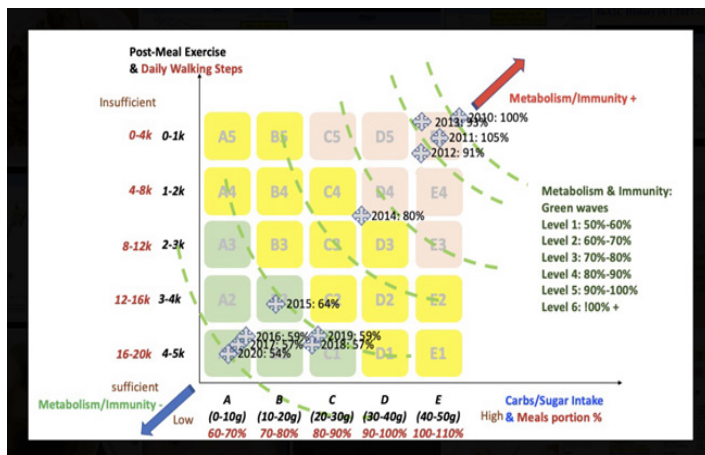 Post-Meal Exercise
& Daily Walking Steps
Insufficient
Metabolism/Immunity +
2010: 100%
2013: 93%
2011: 105%
2012: 91%
0-4k 0-1k A5 B5 C5 D5
4-8k 1-2k A4 B4 C4 D4 E4
2014: 80%
8-12k 2-3k A3 B3 C3 D3 E3
12-16k 3-4k A2 C2 D2 E2
2015: 64%
2016: 59% 2019: 59%
2017: 57% 2018: 57%
2020: 54%
16-20k 4-5k C1 D1 E1
Metabolism & Immunity:
Green waves
Level 1: 50%-60%
Level 2: 60%-70%
Level 3: 70%-80%
Level 4: 80%-90%
Level 5: 90%-100%
Level 6: !00% +
sufficient
Metabolism/Immunity -
Low
A B C D E
(0-10g) (10-20g) (20-30g) (30-40g) (40-50g)
60-70% 70-80% 80-90% 90-100% 100-110%
High
Carbs/Sugar Intake
& Meals portion %